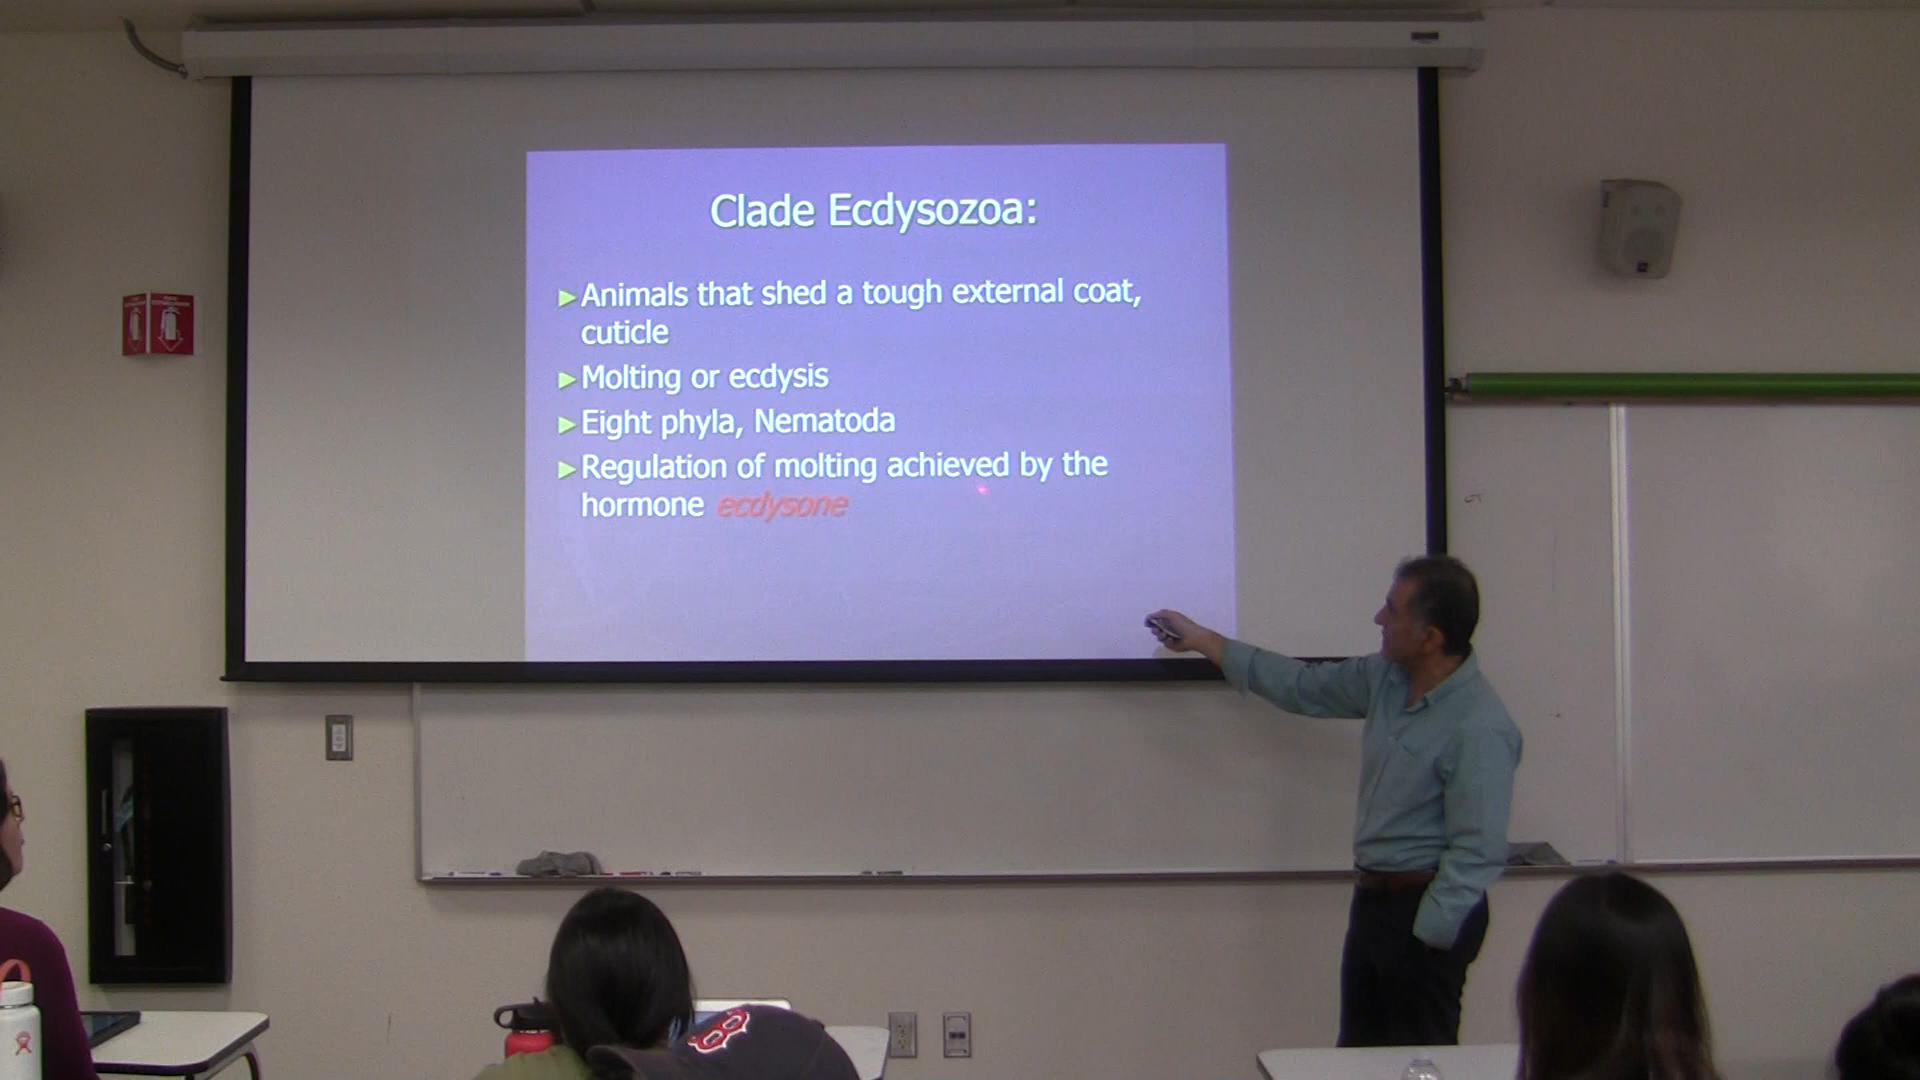 Clade Ecdysozoa:
►Animals that shed a tough external coat,
cuticle
►Molting or ecdysis
►Eight phyla, Nematoda
►Regulation of molting achieved by the
hormone ecdysone
B